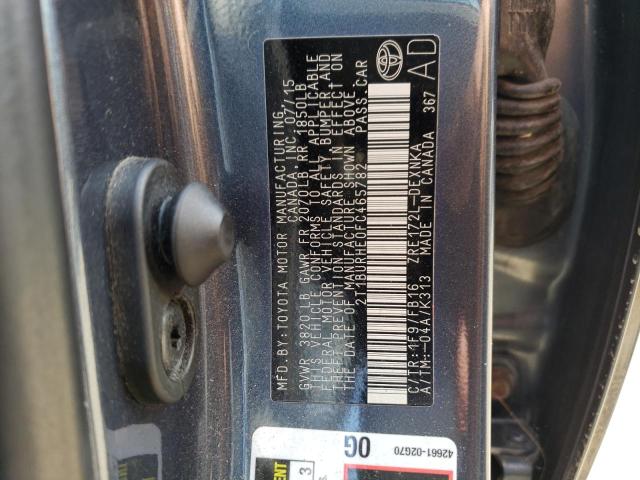 MFD.BY:TOYOTA MOTOR MANUFACTURING
CANADA,INC.07/15
GVWR 3820LB GAWR FR 2070LB RR 1850LB
THIS VEHICLE CONFORMS TO ALL APPLICABLE
FEDERAL MOTOR VEHICLE SAFETY, BUMPER, AND
THEFT PREVENTION STANDARDS IN EFFECT ON
THE DATE OF MANUFACTURE SHOWN ABOVE.
2T1BURHE0FC465782 PASS CAR
C/TR:1F9/FB16 ZRE172L-DEXNKA
A/TM:-04A/K313 MADE IN CANADA 367
AD
0G
42661-02G70
3